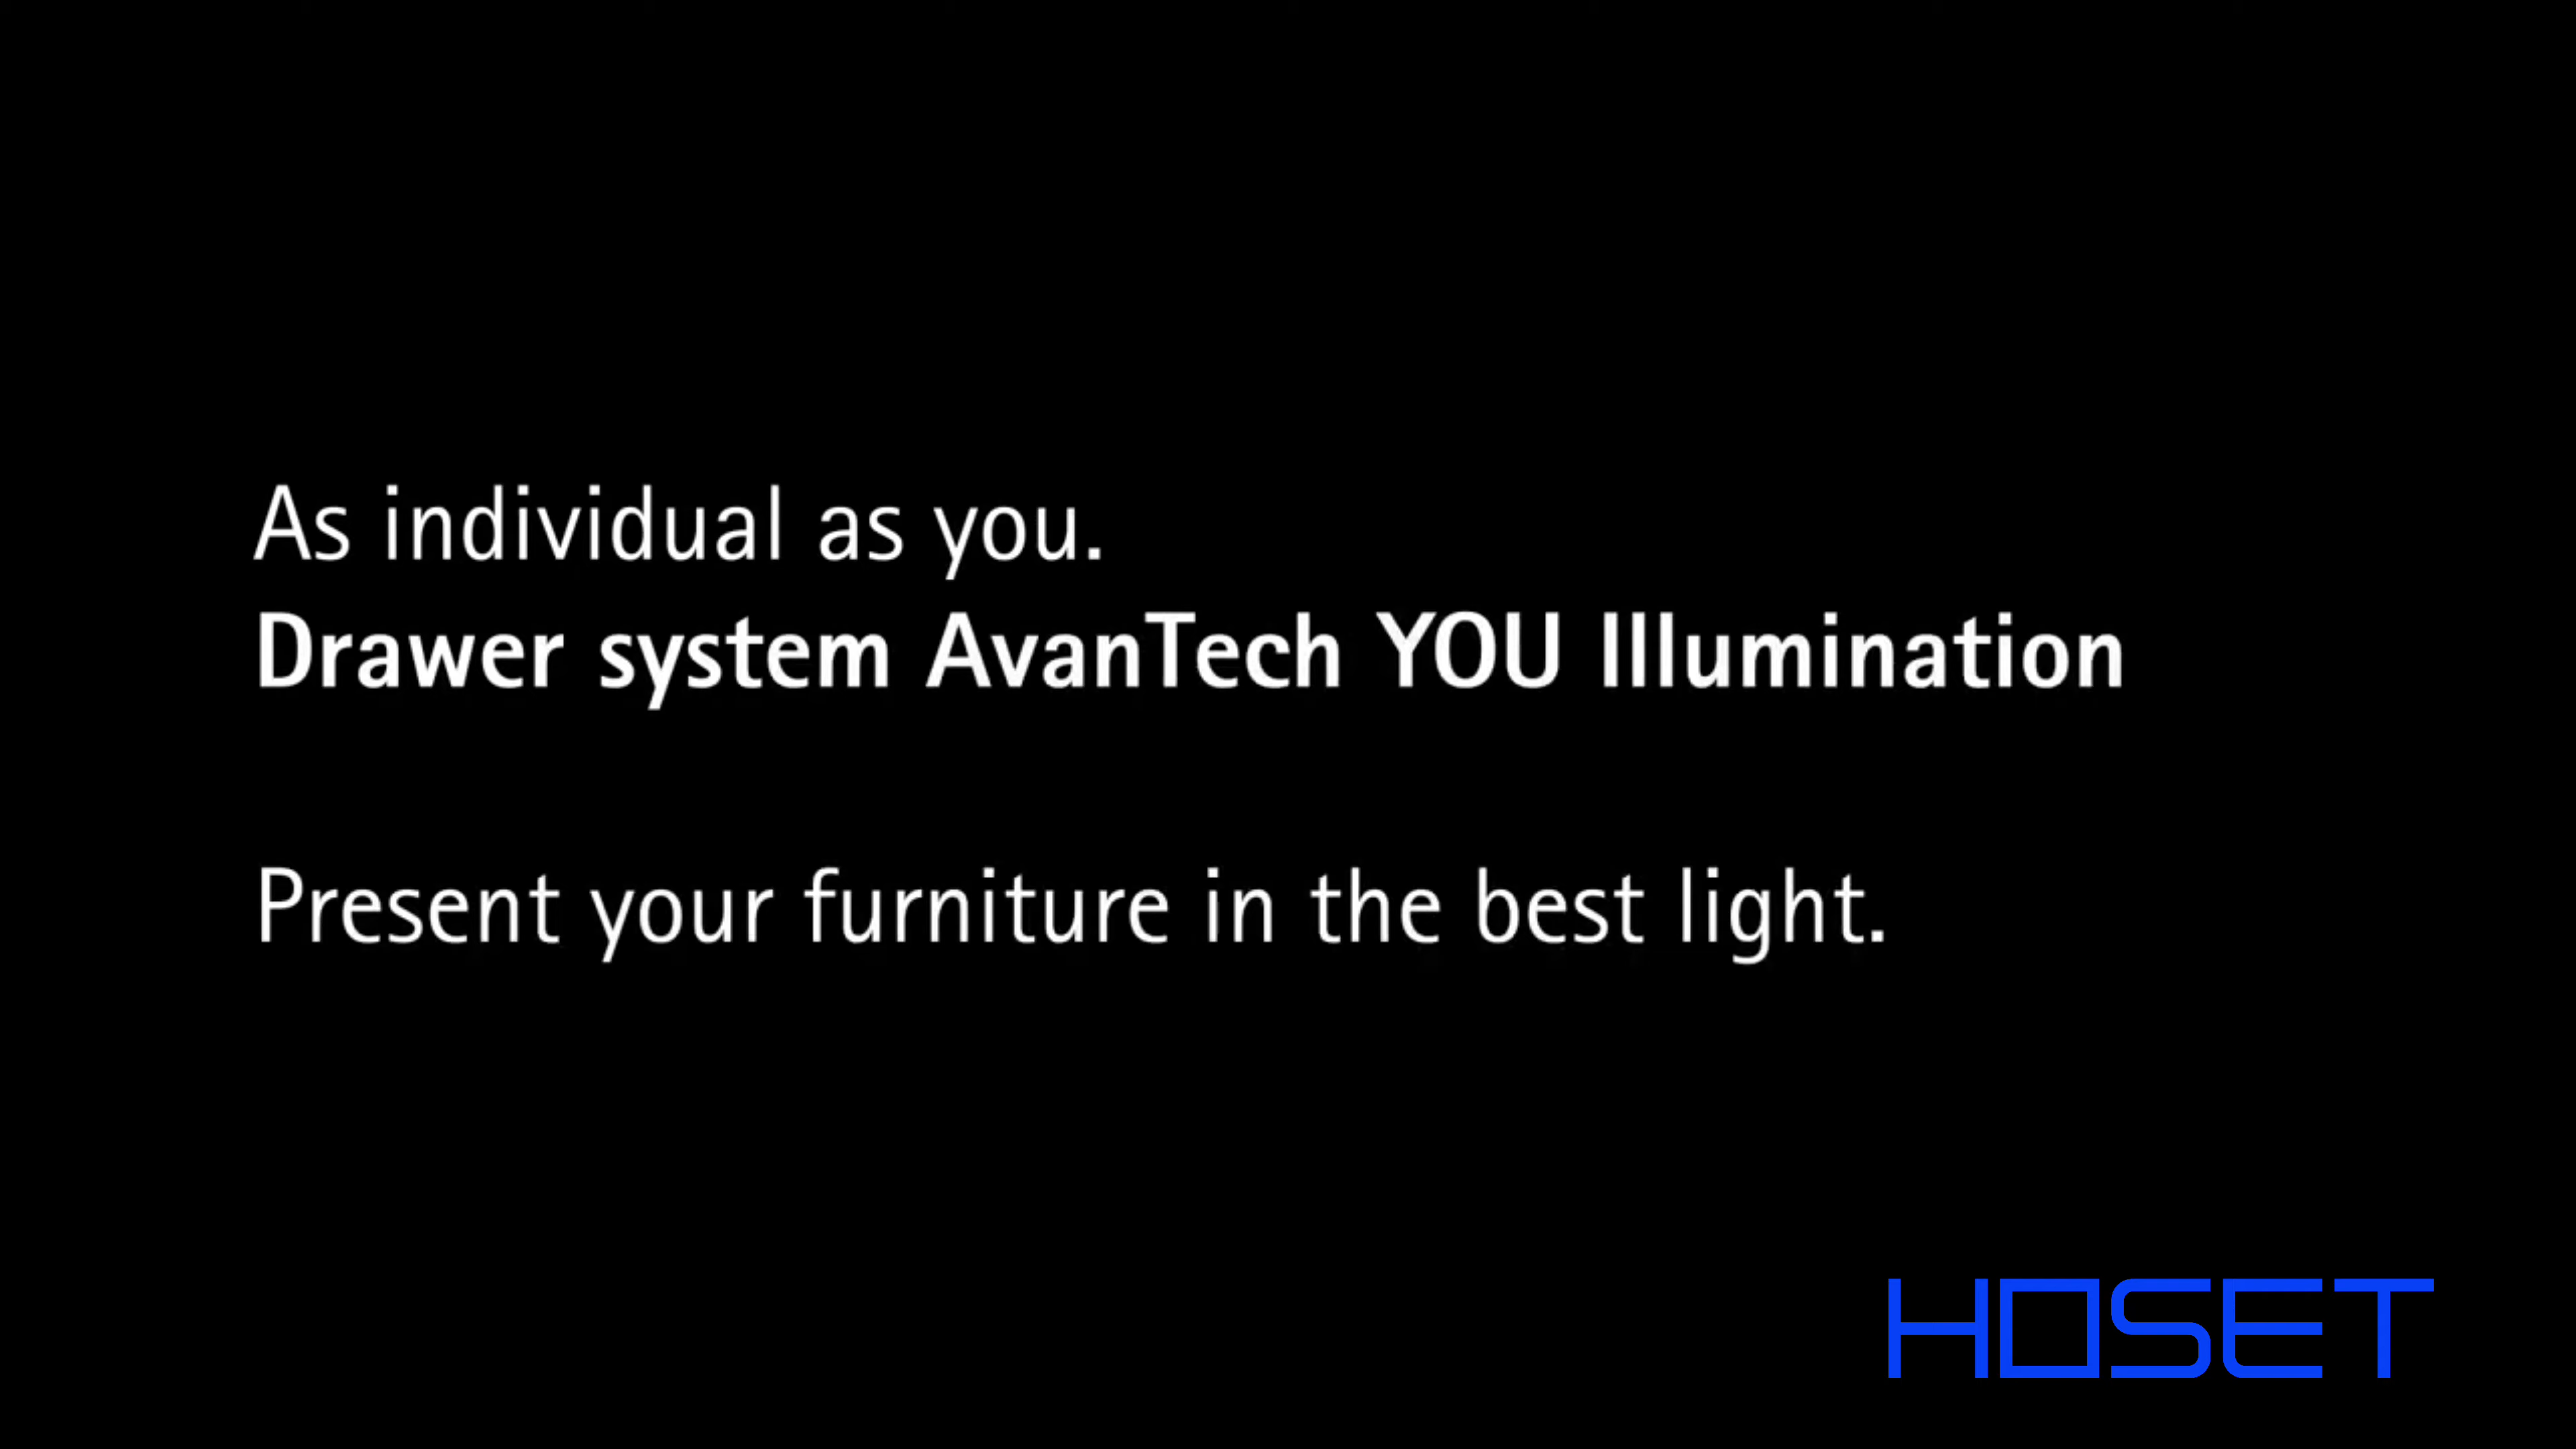 As individual as you.
Drawer system AvanTech YOU Illumination
Present your furniture in the best light.
HOSET